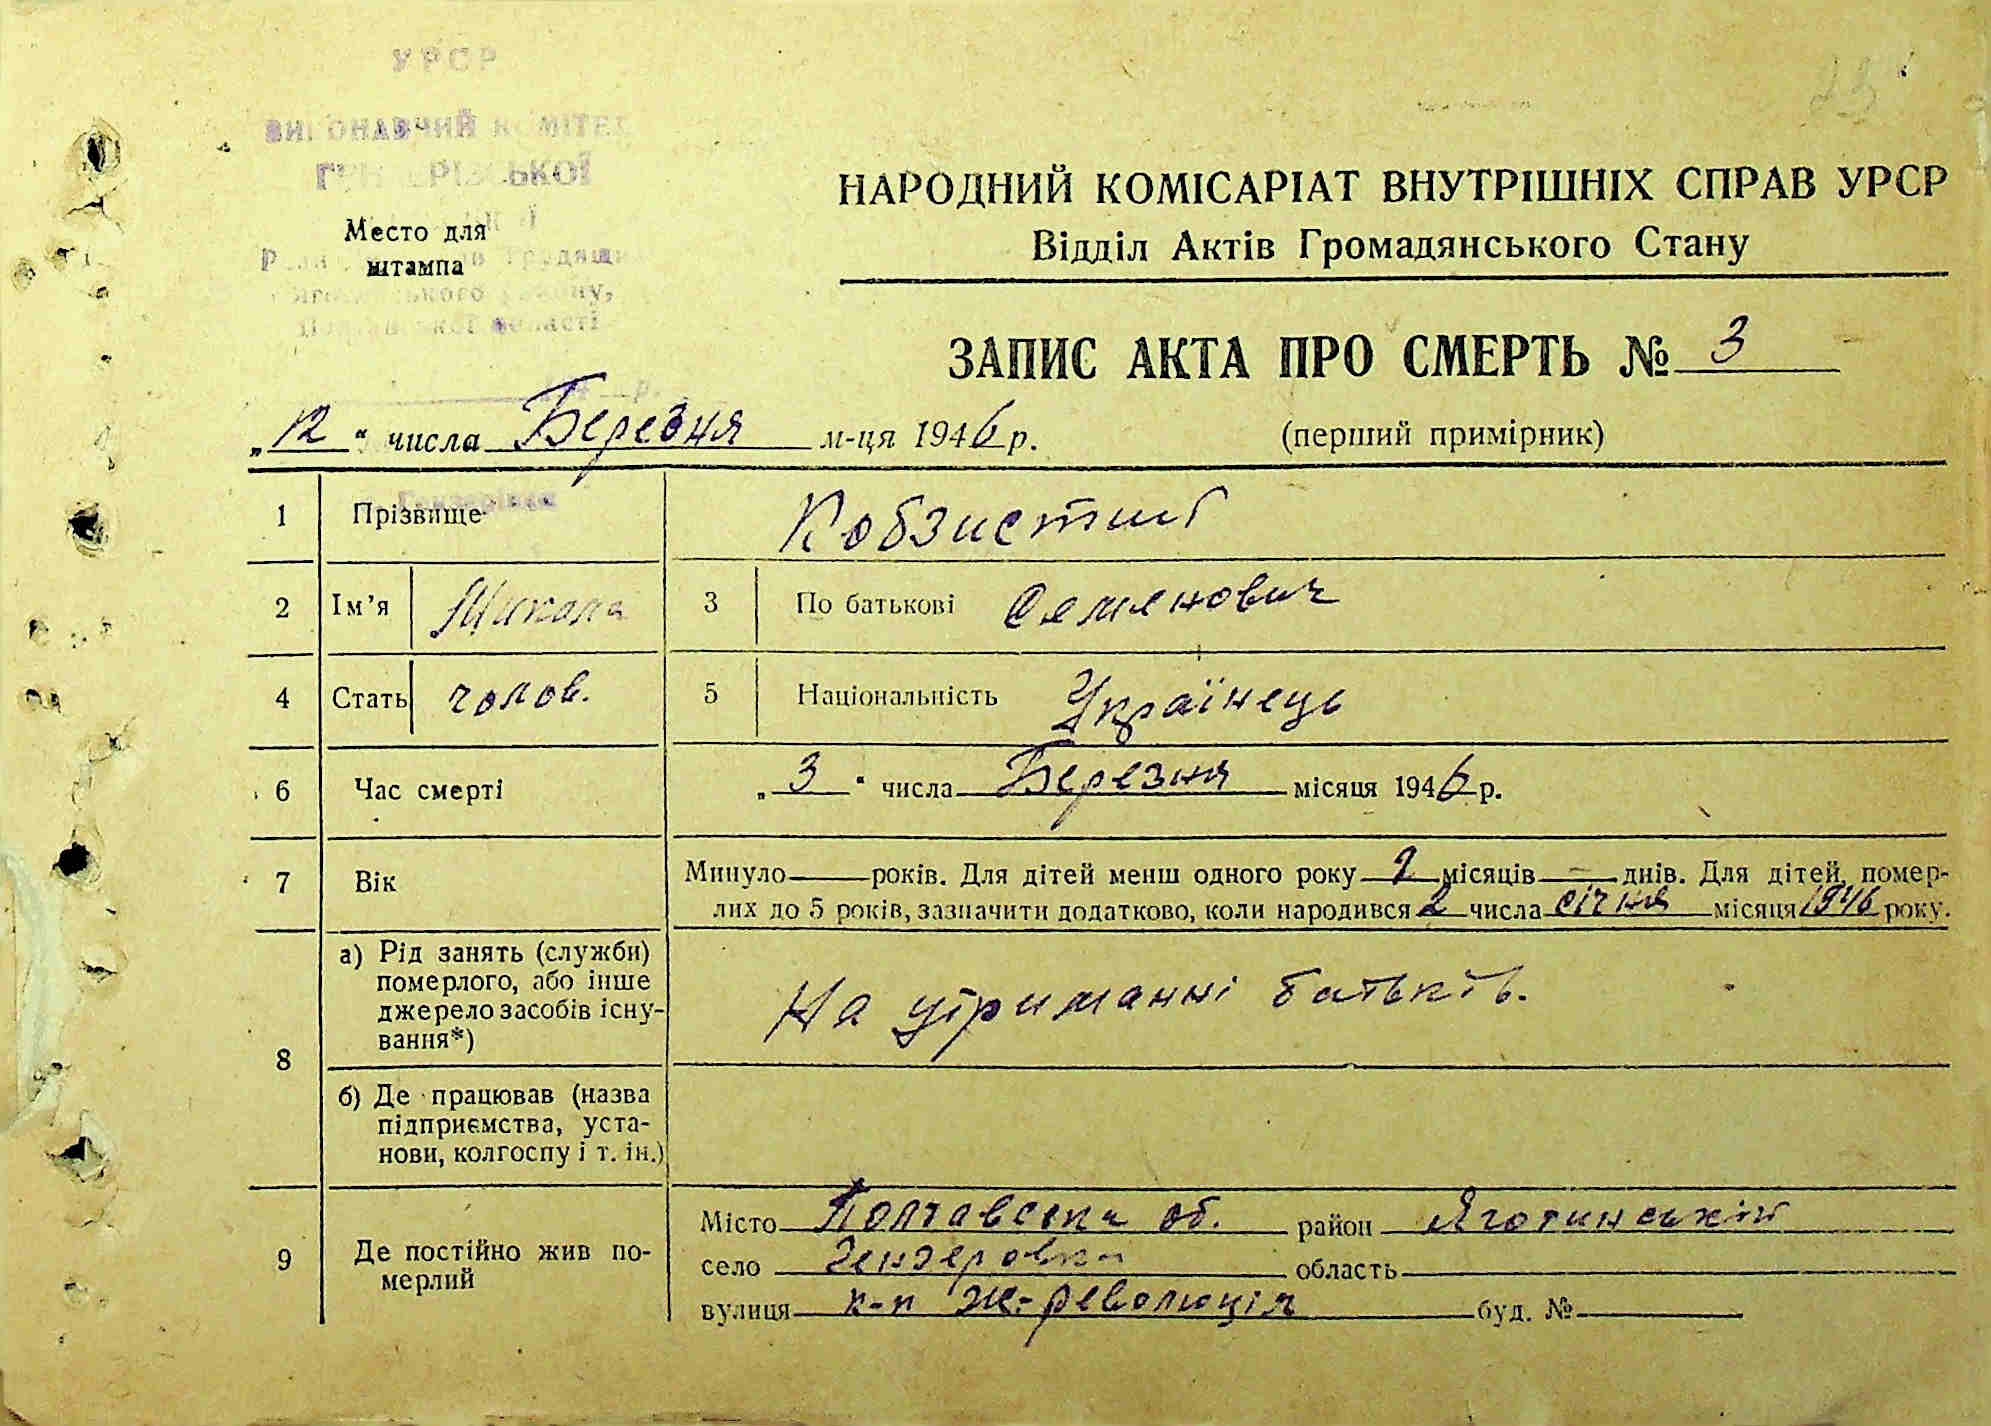 УРСР
ВИКОНАВЧИЙ КОМІТЕТ
Место для
штампа
Полтавської області
23
НАРОДНИЙ КОМІСАРІАТ ВНУТРІШНІХ СПРАВ УРСР
Відділ Актів Громадянського Стану
ЗАПИС АКТА ПРО СМЕРТЬ № 3
„12“ числа Березня м-ця 1946 р. (перший примірник)
1 Прізвище Кобзистий
2 Ім’я Микола 3 По батькові Семенович
4 Стать чолов. 5 Національність Українець
6 Час смерті „3“ числа Березня місяця 1946 р.
7 Вік Минуло — років. Для дітей менш одного року 2 місяців — днів. Для дітей, помер-
лих до 5 років, зазначити додатково, коли народився 2 числа січня місяця 1946 року.
8 а) Рід занять (служби)
померлого, або інше
джерело засобів існу-
вання*)
На утриманні батьків.
б) Де працював (назва
підприємства, уста-
нови, колгоспу і т. ін.)
9 Де постійно жив по-
мерлий
Місто Полтавська об. район Яготинський
село Гензеровка область
вулиця к-п Ж-революція буд. №